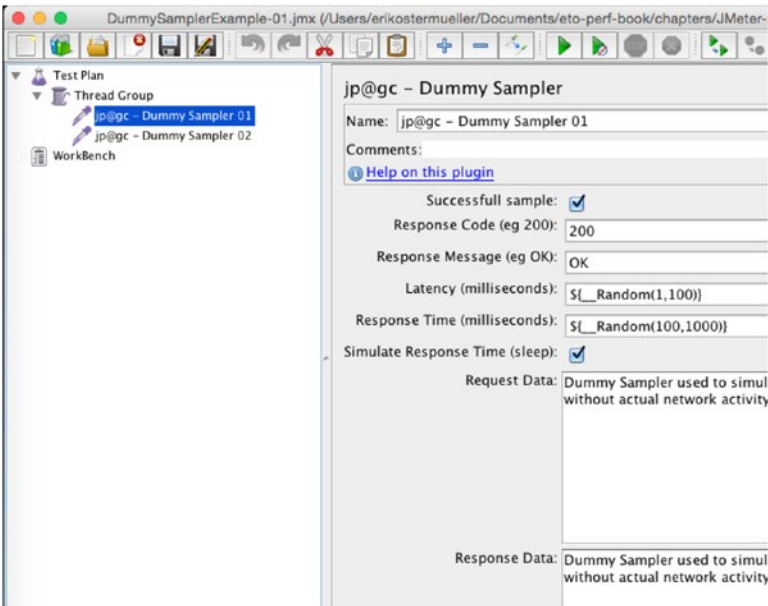 DummySamplerExample-01.jmx (/Users/erikostermueller/Documents/eto-perf-book/chapters/JMeter-
Test Plan
Thread Group
jp@gc - Dummy Sampler 01
jp@gc - Dummy Sampler 02
WorkBench
jp@gc - Dummy Sampler
Name: jp@gc - Dummy Sampler 01
Comments:
Help on this plugin
Successfull sample:
Response Code (eg 200): 200
Response Message (eg OK): OK
Latency (milliseconds): ${__Random(1,100)}
Response Time (milliseconds): ${__Random(100,1000)}
Simulate Response Time (sleep):
Request Data: Dummy Sampler used to simul
without actual network activity
Response Data: Dummy Sampler used to simul
without actual network activity